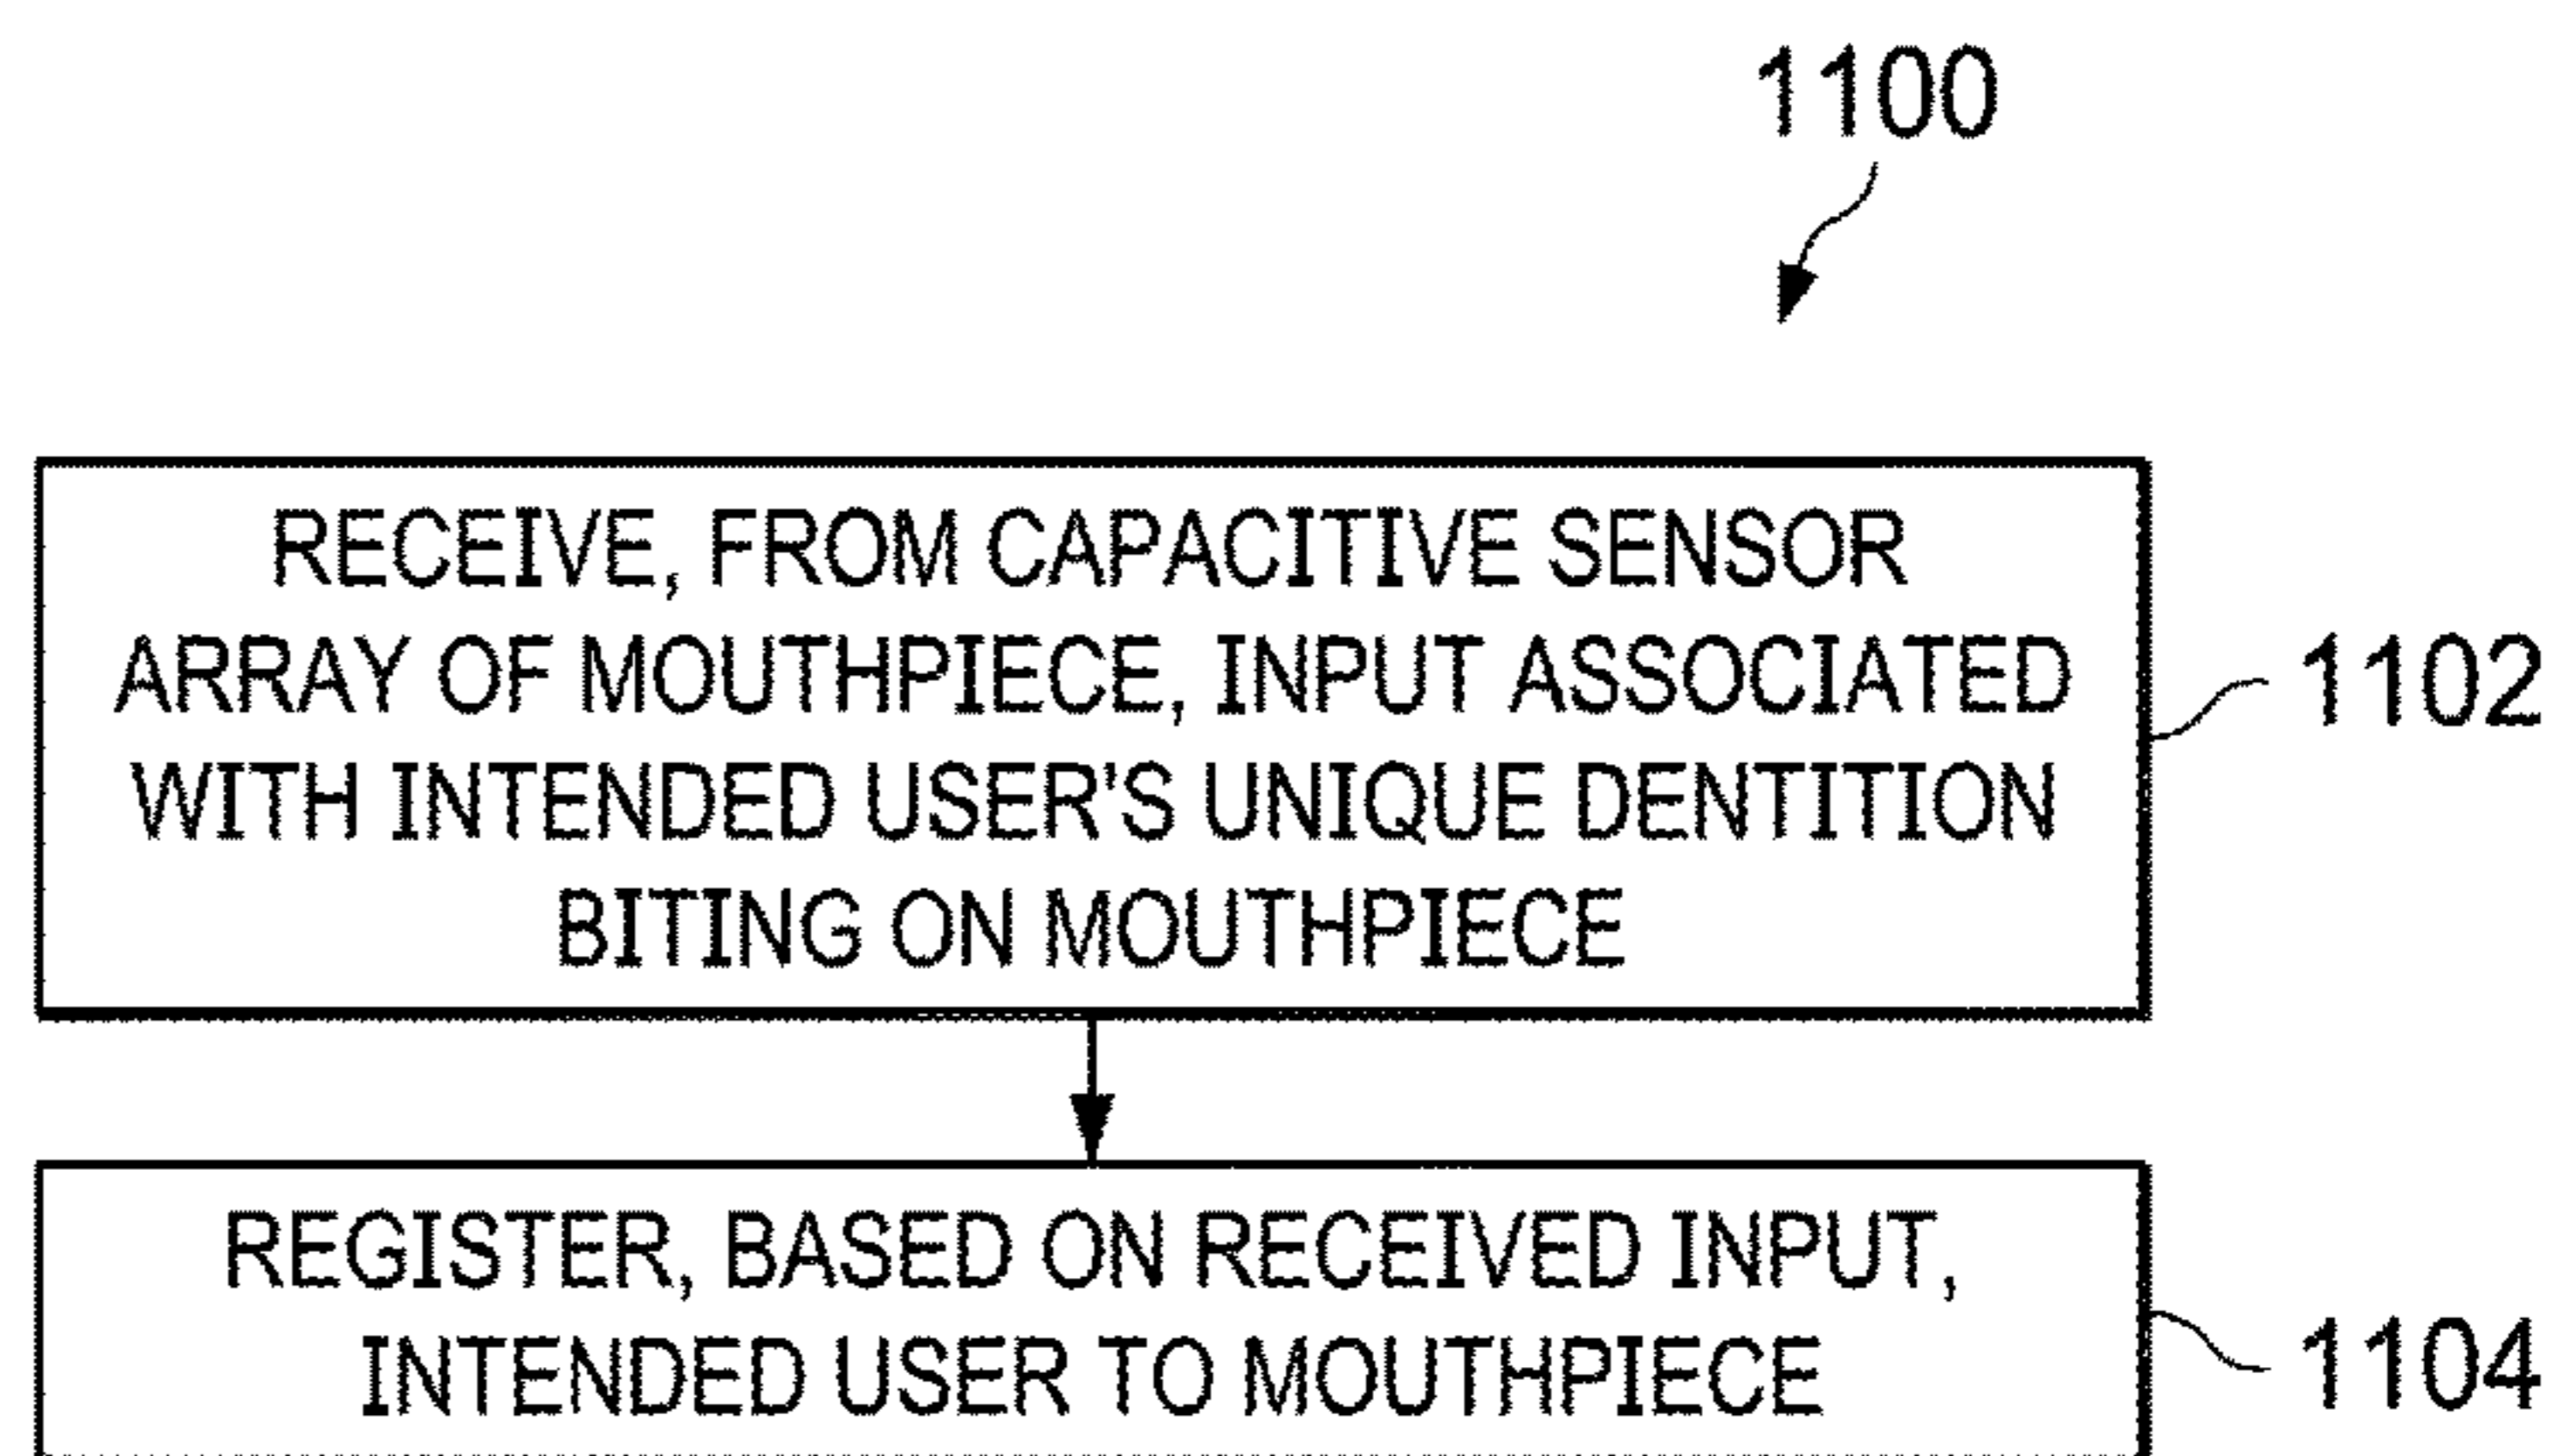 1100
RECEIVE, FROM CAPACITIVE SENSOR
ARRAY OF MOUTHPIECE, INPUT ASSOCIATED
WITH INTENDED USER'S UNIQUE DENTITION
BITING ON MOUTHPIECE
1102
REGISTER, BASED ON RECEIVED INPUT,
INTENDED USER TO MOUTHPIECE
1104